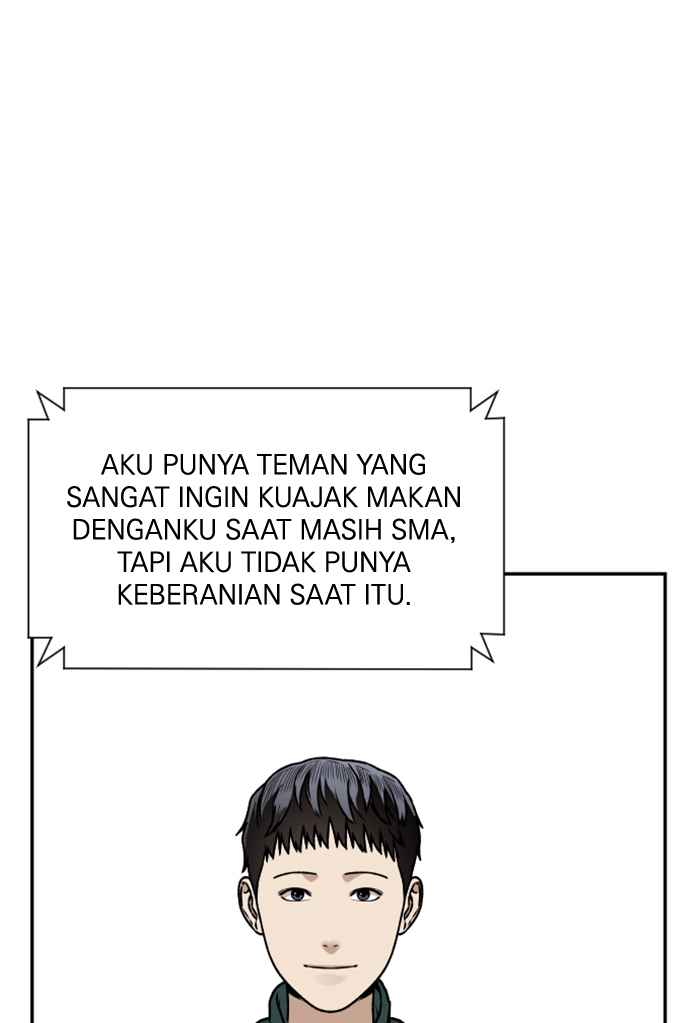 AKU PUNYA TEMAN YANG
SANGAT INGIN KUAJAK MAKAN
DENGANKU SAAT MASIH SMA,
TAPI AKU TIDAK PUNYA
KEBERANIAN SAAT ITU.